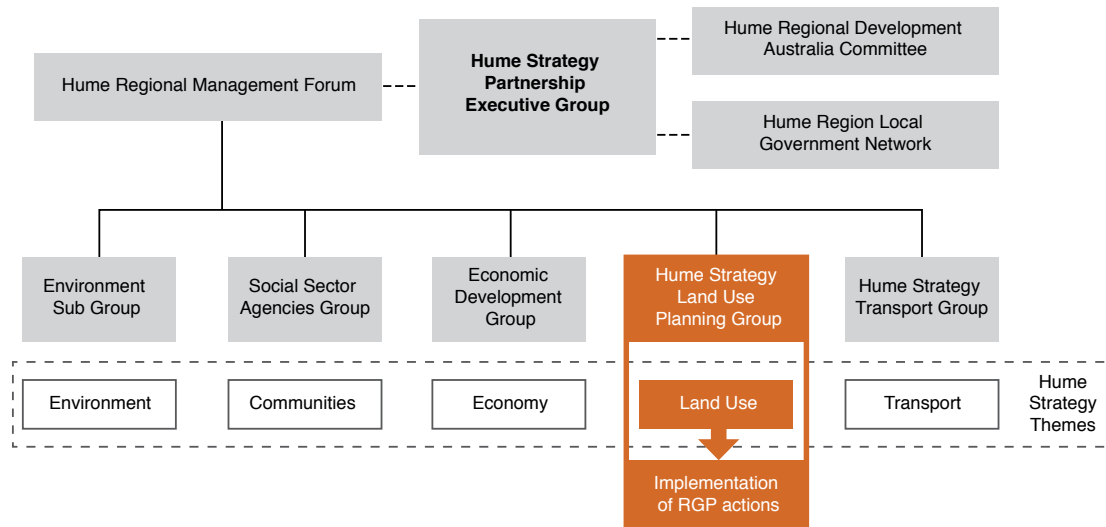 Hume Regional Management Forum
Hume Strategy
Partnership
Executive Group
Hume Regional Development
Australia Committee
Hume Region Local
Government Network
Environment
Sub Group
Social Sector
Agencies Group
Economic
Development
Group
Hume Strategy
Land Use
Planning Group
Hume Strategy
Transport Group
Environment
Communities
Economy
Land Use
Transport
Hume
Strategy
Themes
Implementation
of RGP actions